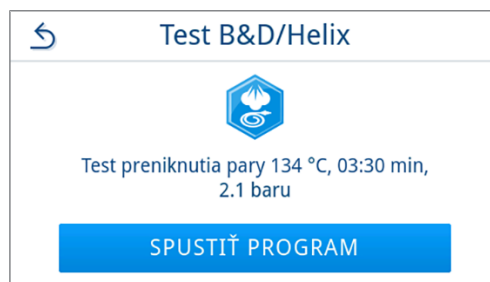 Test B&D/Helix
Test preniknutia pary 134 °C, 03:30 min,
2.1 baru
SPUSTIŤ PROGRAM